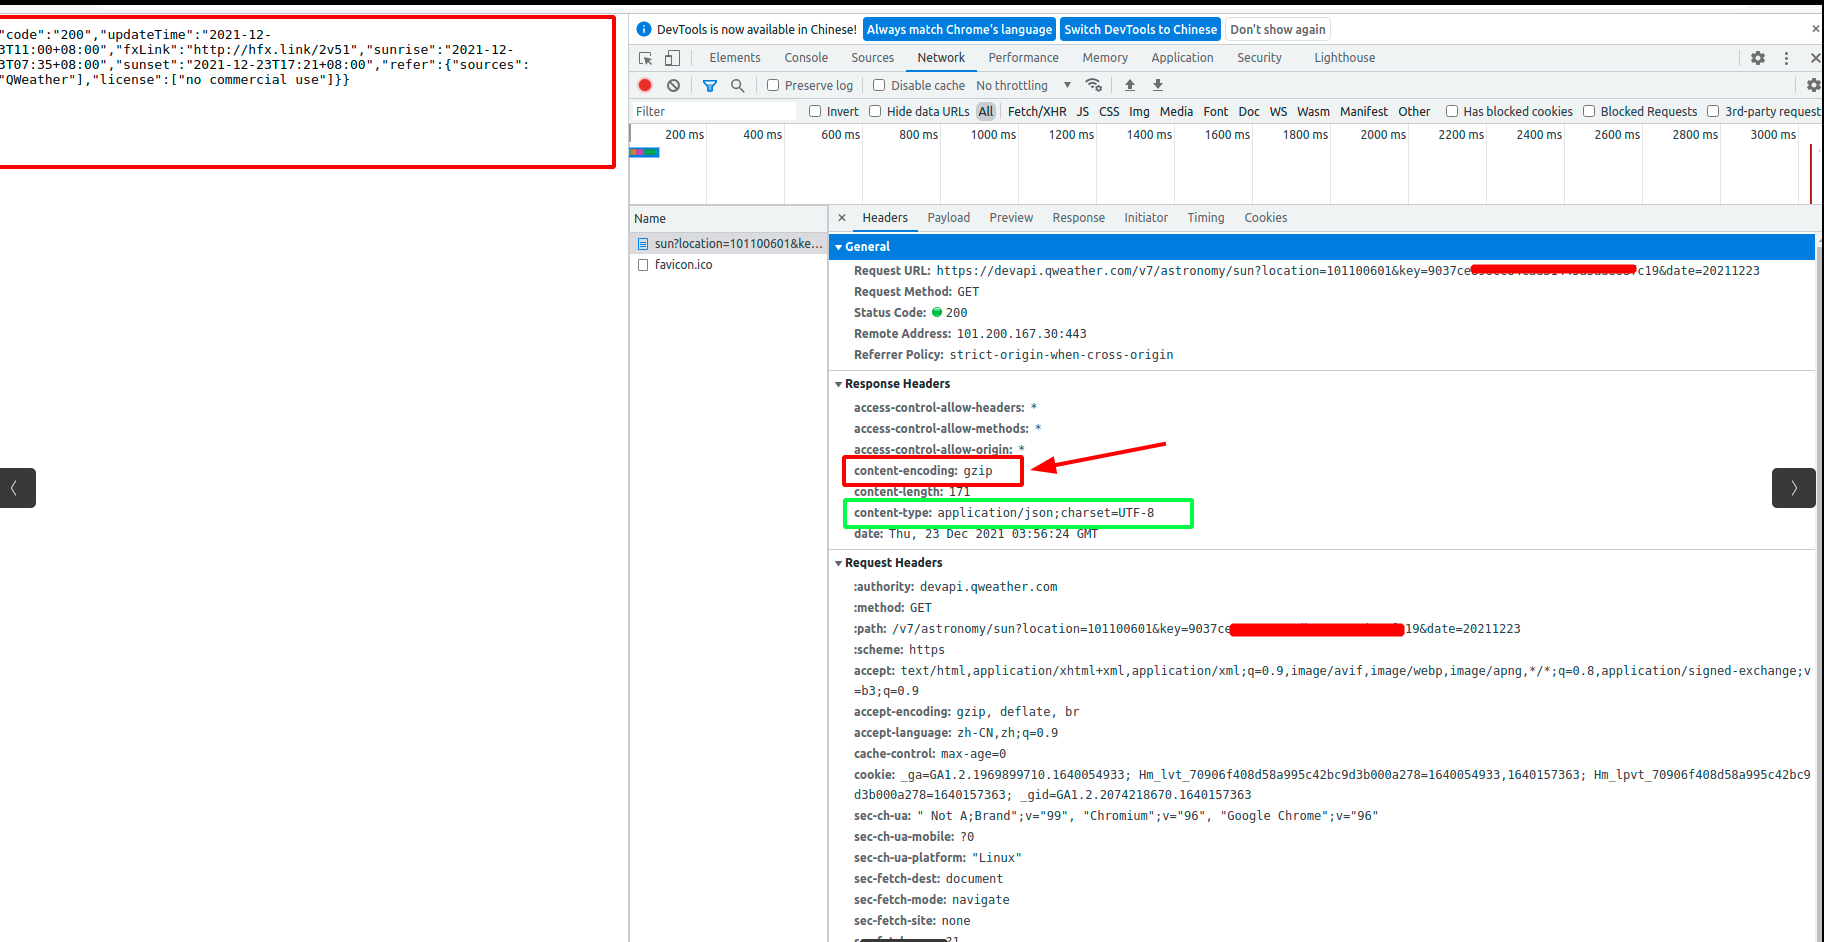 "code":"200","updateTime":"2021-12-
3T11:00+08:00","fxLink":"http://hfx.link/2v51","sunrise":"2021-12-
3T07:35+08:00","sunset":"2021-12-23T17:21+08:00","refer":{"sources":
"QWeather"],"license":["no commercial use"]}}
DevTools is now available in Chinese! Always match Chrome's language Switch DevTools to Chinese Don't show again
Elements Console Sources Network Performance Memory Application Security Lighthouse
Preserve log Disable cache No throttling
Filter Invert Hide data URLs All Fetch/XHR JS CSS Img Media Font Doc WS Wasm Manifest Other Has blocked cookies Blocked Requests 3rd-party request
200 ms 400 ms 600 ms 800 ms 1000 ms 1200 ms 1400 ms 1600 ms 1800 ms 2000 ms 2200 ms 2400 ms 2600 ms 2800 ms 3000 ms
Name
sun?location=101100601&ke...
favicon.ico
Headers Payload Preview Response Initiator Timing Cookies
General
Request URL: https://devapi.qweather.com/v7/astronomy/sun?location=101100601&key=9037ce c19&date=20211223
Request Method: GET
Status Code: 200
Remote Address: 101.200.167.30:443
Referrer Policy: strict-origin-when-cross-origin
Response Headers
access-control-allow-headers: *
access-control-allow-methods: *
access-control-allow-origin: *
content-encoding: gzip
content-length: 171
content-type: application/json;charset=UTF-8
date: Thu, 23 Dec 2021 03:56:24 GMT
Request Headers
:authority: devapi.qweather.com
:method: GET
:path: /v7/astronomy/sun?location=101100601&key=9037ce 19&date=20211223
:scheme: https
accept: text/html,application/xhtml+xml,application/xml;q=0.9,image/avif,image/webp,image/apng,*/*;q=0.8,application/signed-exchange;v
=b3;q=0.9
accept-encoding: gzip, deflate, br
accept-language: zh-CN,zh;q=0.9
cache-control: max-age=0
cookie: _ga=GA1.2.1969899710.1640054933; Hm_lvt_70906f408d58a995c42bc9d3b000a278=1640054933,1640157363; Hm_lpvt_70906f408d58a995c42bc9
d3b000a278=1640157363; _gid=GA1.2.2074218670.1640157363
sec-ch-ua: " Not A;Brand";v="99", "Chromium";v="96", "Google Chrome";v="96"
sec-ch-ua-mobile: ?0
sec-ch-ua-platform: "Linux"
sec-fetch-dest: document
sec-fetch-mode: navigate
sec-fetch-site: none